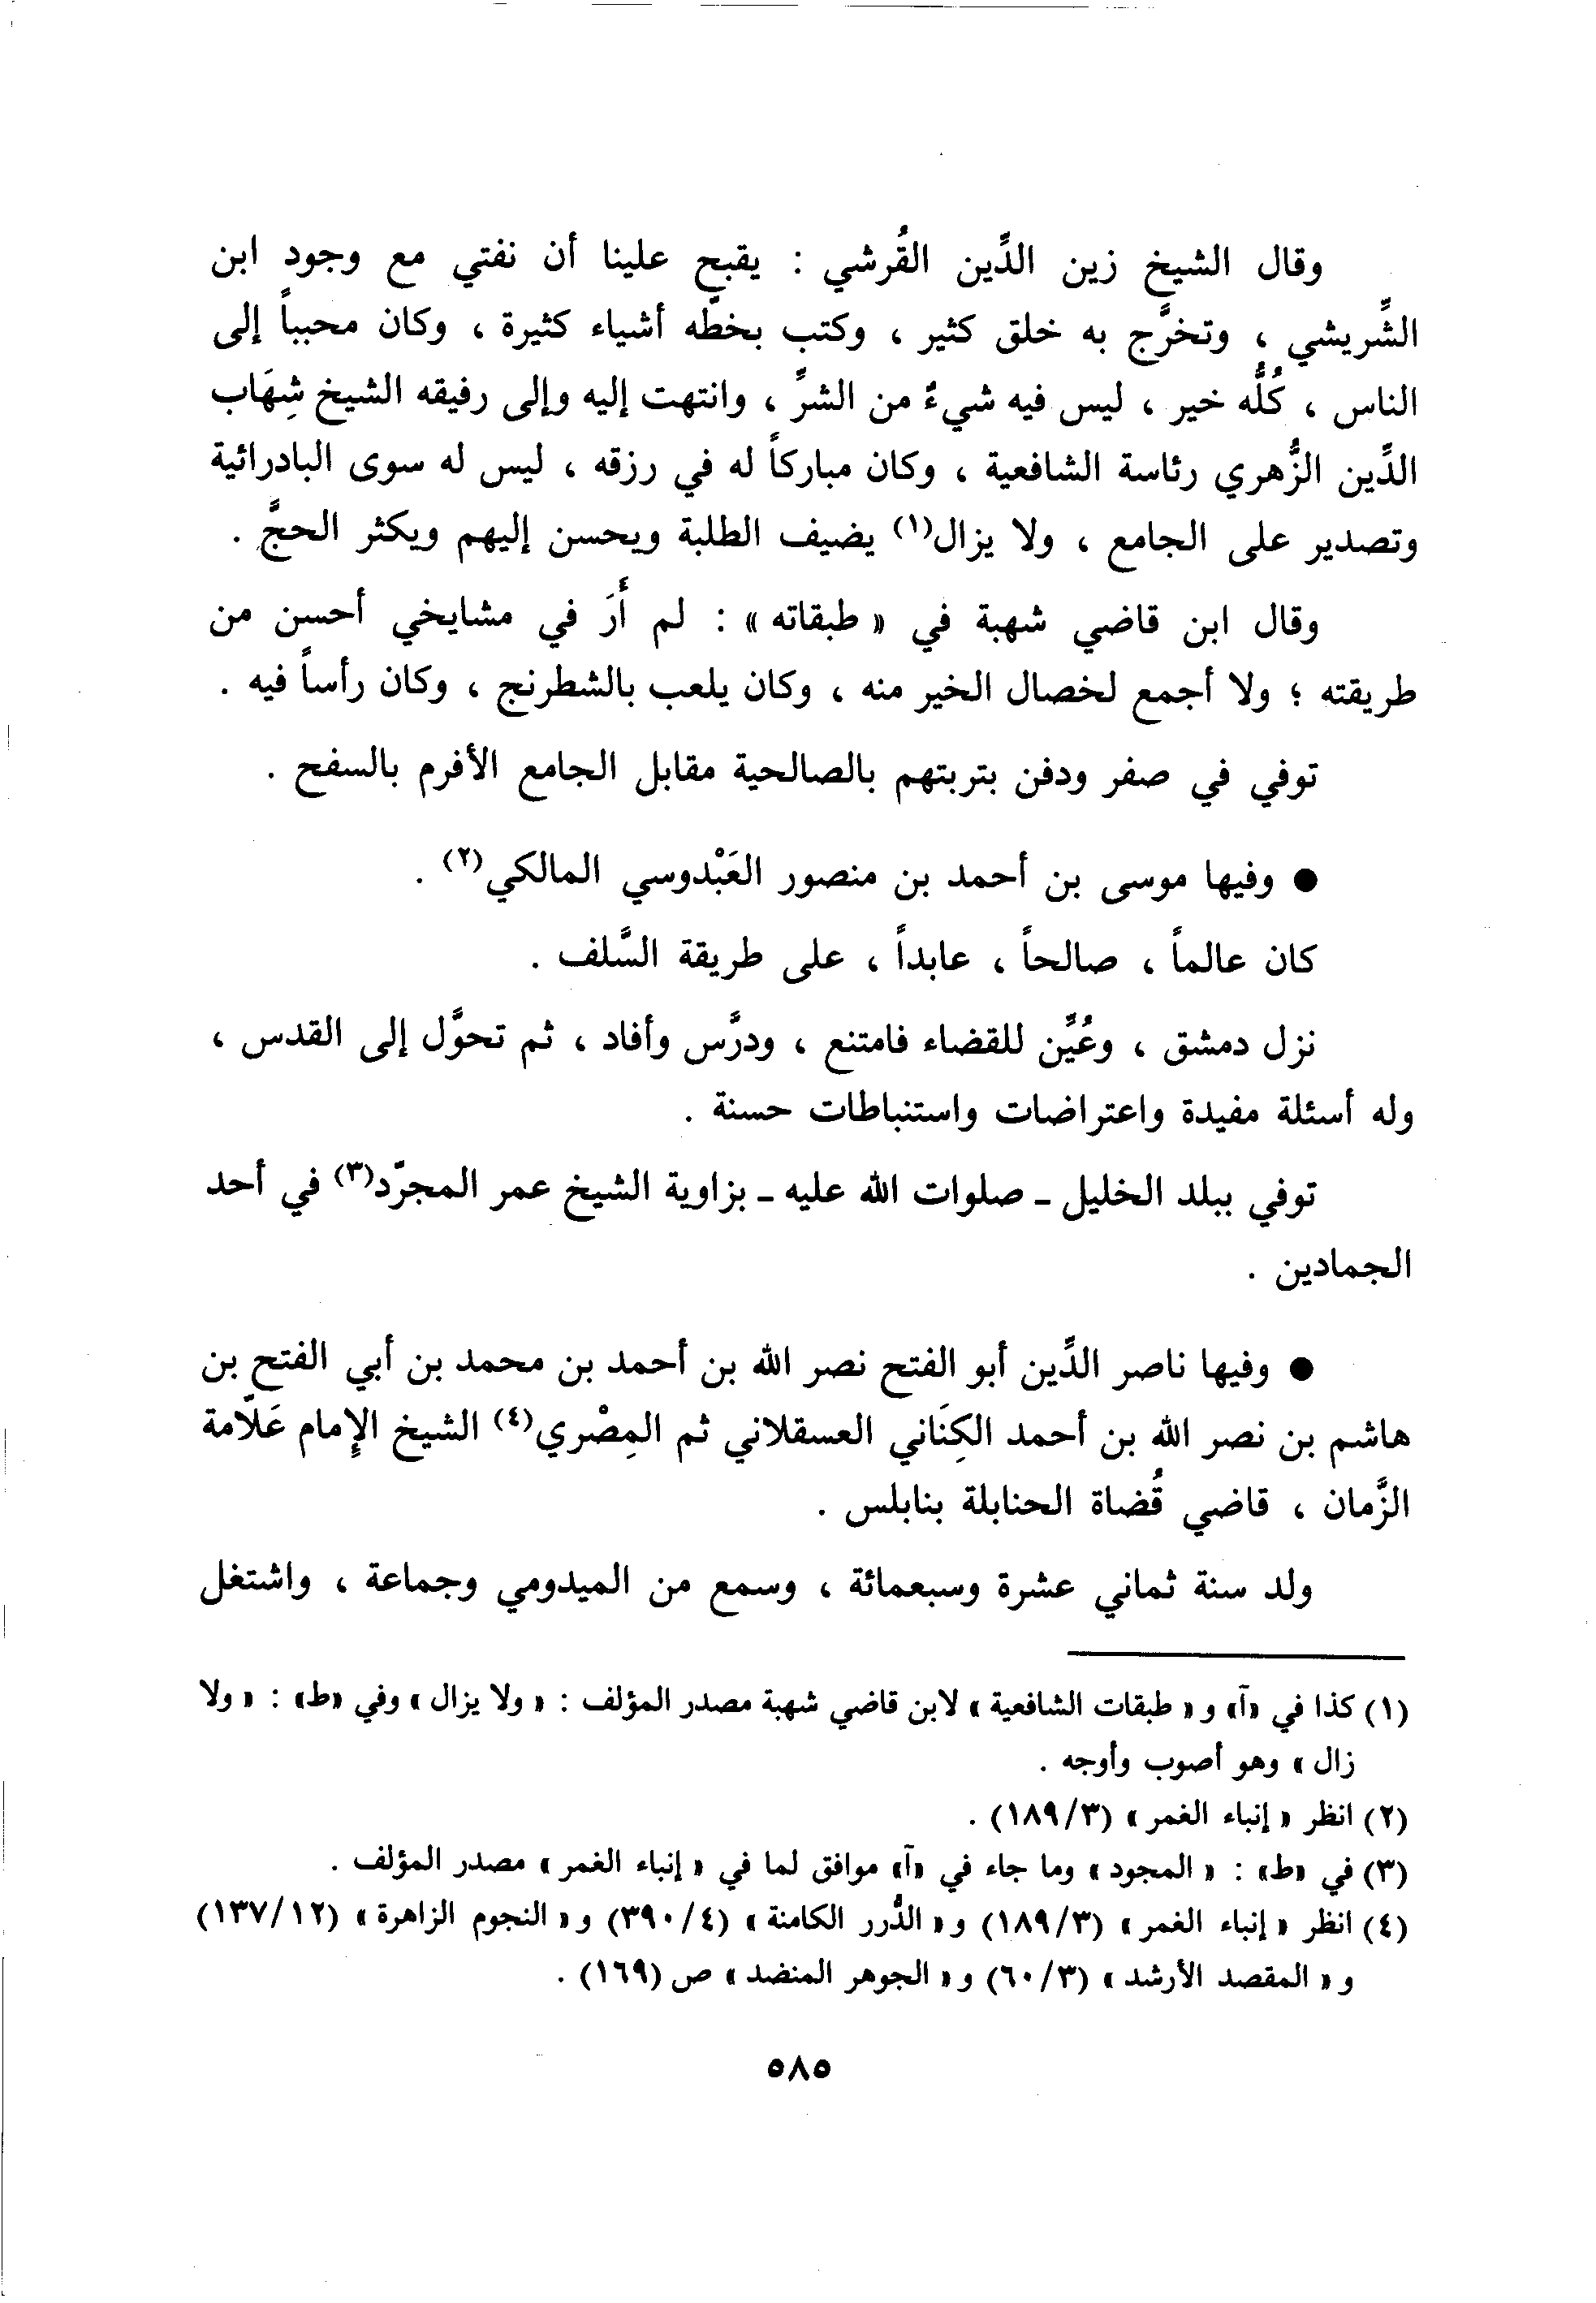 وقال الشيخ زين الدِّين القُرشي : يقبح علينا أن نفتي مع وجود ابن
الشِّريشي ، وتخرَّج به خلق كثير ، وكتب بخطِّه أشياء كثيرة ، وكان محبباً إلى
الناس ، كُلُّه خير ، ليس فيه شيءٌ من الشرِّ ، وانتهت إليه وإلى رفيقه الشيخ شِهَاب
الدِّين الزُّهري رئاسة الشافعية ، وكان مباركاً له في رزقه ، ليس له سوى البادرائية
وتصدير على الجامع ، ولا يزال(١) يضيف الطلبة ويحسن إليهم ويكثر الحجَّ .
وقال ابن قاضي شهبة في « طبقاته » : لم أَرَ في مشايخي أحسن من
طريقته ؛ ولا أجمع لخصال الخير منه ، وكان يلعب بالشطرنج ، وكان رأساً فيه .
توفي في صفر ودفن بتربتهم بالصالحية مقابل الجامع الأفرم بالسفح .
● وفيها موسى بن أحمد بن منصور العَبْدوسي المالكي(٢) .
كان عالماً ، صالحاً ، عابداً ، على طريقة السَّلف .
نزل دمشق ، وعُيِّن للقضاء فامتنع ، ودرَّس وأفاد ، ثم تحوَّل إلى القدس ،
وله أسئلة مفيدة واعتراضات واستنباطات حسنة .
توفي ببلد الخليل ـ صلوات الله عليه ـ بزاوية الشيخ عمر المجرّد(٣) في أحد
الجمادين .
● وفيها ناصر الدِّين أبو الفتح نصر الله بن أحمد بن محمد بن أبي الفتح بن
هاشم بن نصر الله بن أحمد الكِنَاني العسقلاني ثم المِصْري(٤) الشيخ الإِمام عَلّامة
الزَّمان ، قاضي قُضاة الحنابلة بنابلس .
ولد سنة ثماني عشرة وسبعمائة ، وسمع من الميدومي وجماعة ، واشتغل
(١) كذا في «آ» و « طبقات الشافعية » لابن قاضي شهبة مصدر المؤلف : « ولا يزال » وفي «ط» : « ولا
زال » وهو أصوب وأوجه .
(٢) انظر « إنباء الغمر » (١٨٩/٣) .
(٣) في «ط» : « المجود » وما جاء في «آ» موافق لما في « إنباء الغمر » مصدر المؤلف .
(٤) انظر « إنباء الغمر » (١٨٩/٣) و« الدُّرر الكامنة » (٣٩٠/٤) و« النجوم الزاهرة » (١٣٧/١٢)
و « المقصد الأرشد » (٦٠/٣) و« الجوهر المنضد » ص (١٦٩) .
٥٨٥